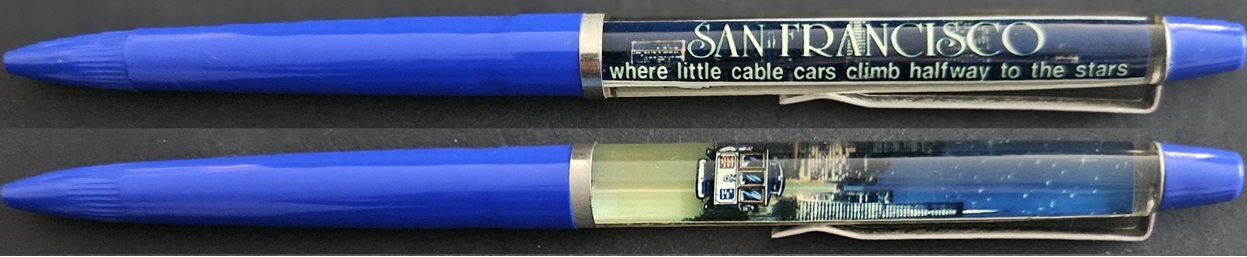 SAN FRANCISCO
where little cable cars climb halfway to the stars